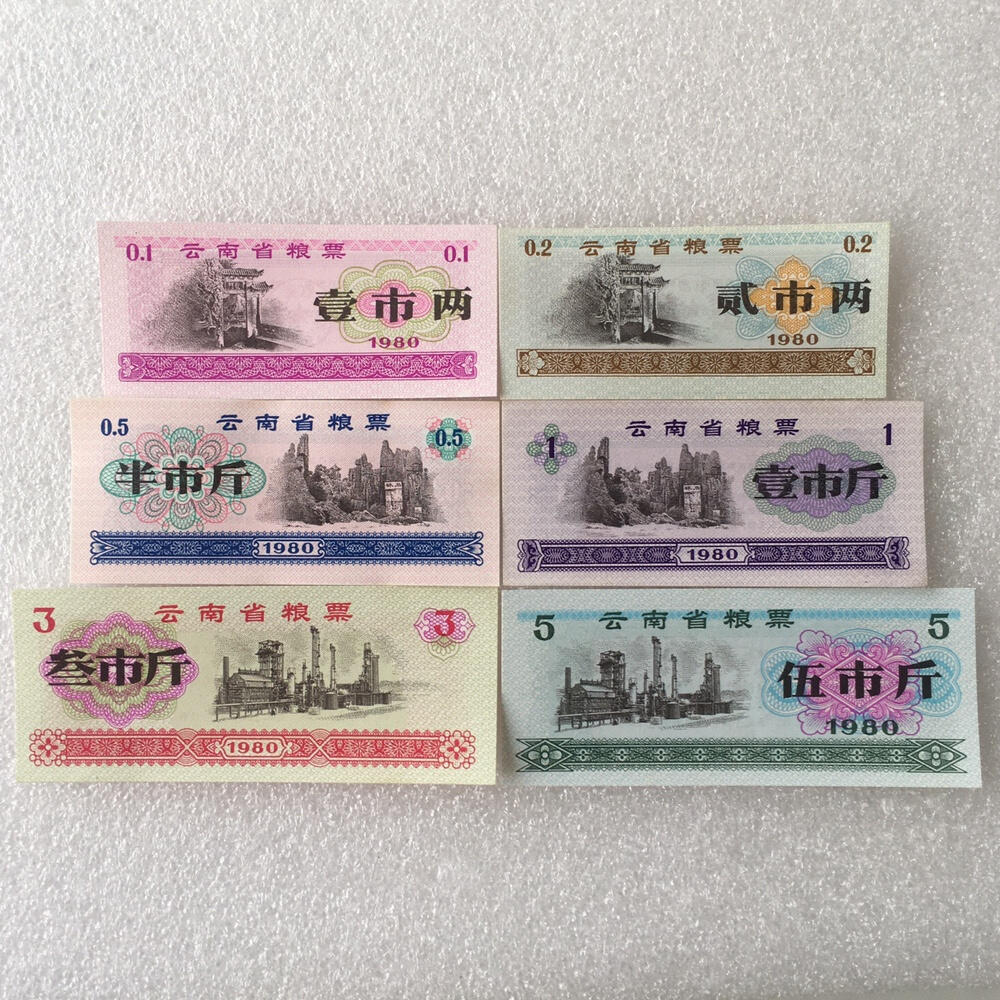 0.1 云南省粮票 0.1
壹市两
1980
0.2 云南省粮票 0.2
贰市两
1980
0.5 云南省粮票 0.5
半市斤
1980
1 云南省粮票 1
壹市斤
1980
3 云南省粮票 3
叁市斤
1980
5 云南省粮票 5
伍市斤
1980